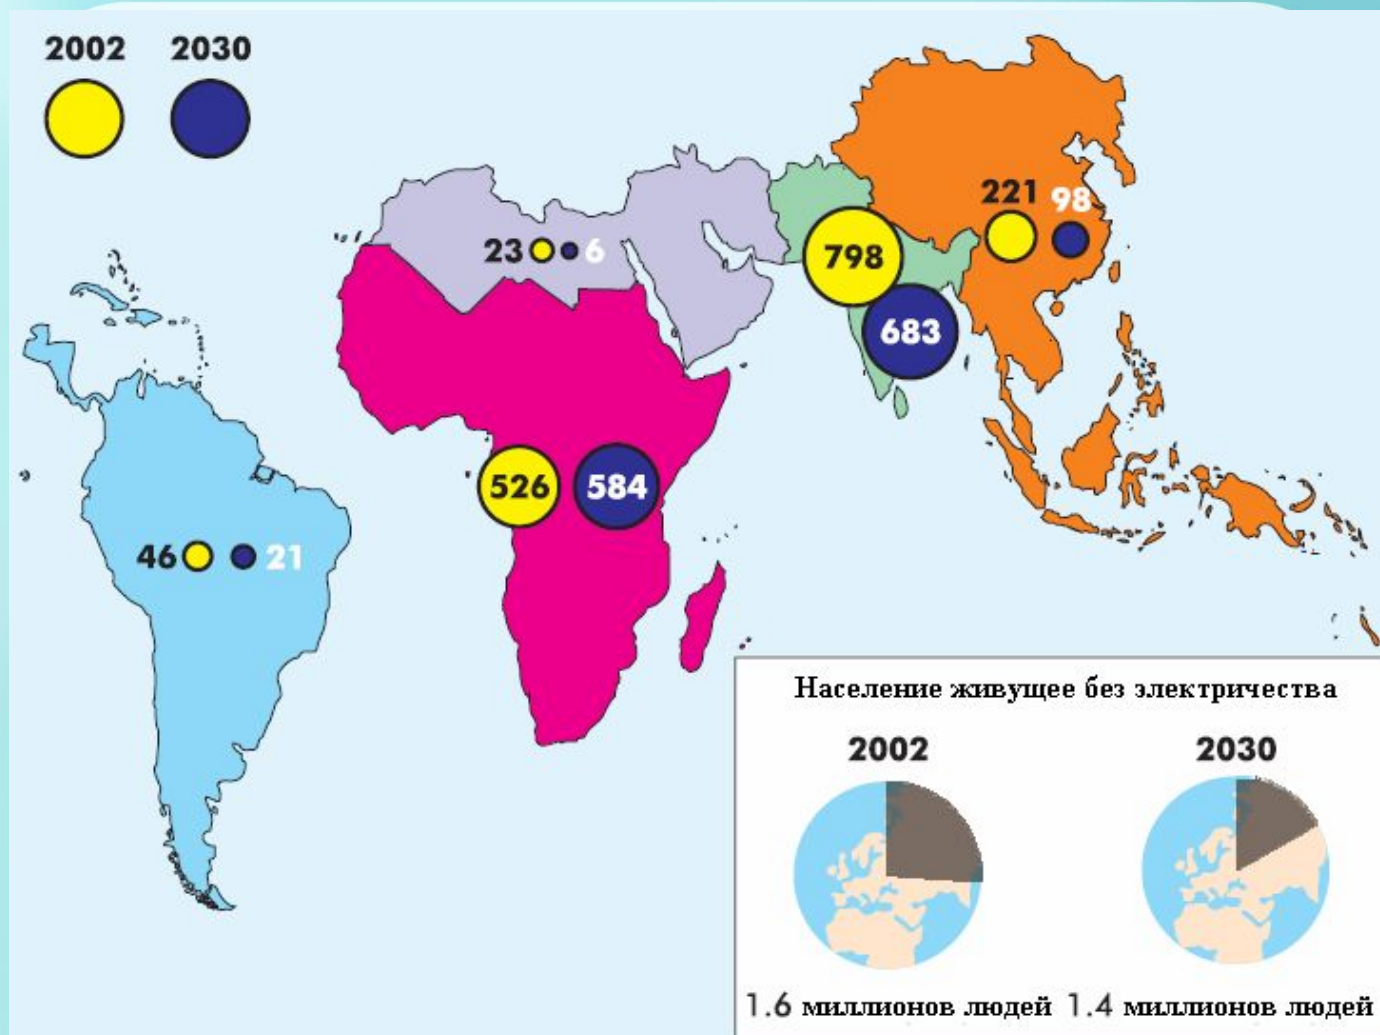 2002 2030
221 98
23 6 798
683
526 584
46 21
Население живущее без электричества
2002 2030
1.6 миллионов людей 1.4 миллионов людей